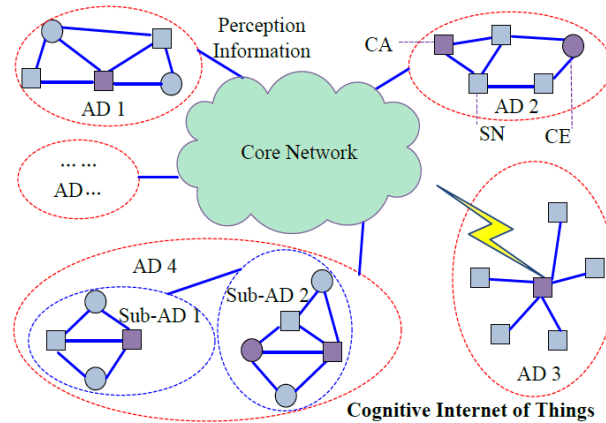 Perception
Information
CA
AD 1
AD 2
SN
CE
Core Network
... ...
AD...
AD 4
Sub-AD 1
Sub-AD 2
AD 3
Cognitive Internet of Things